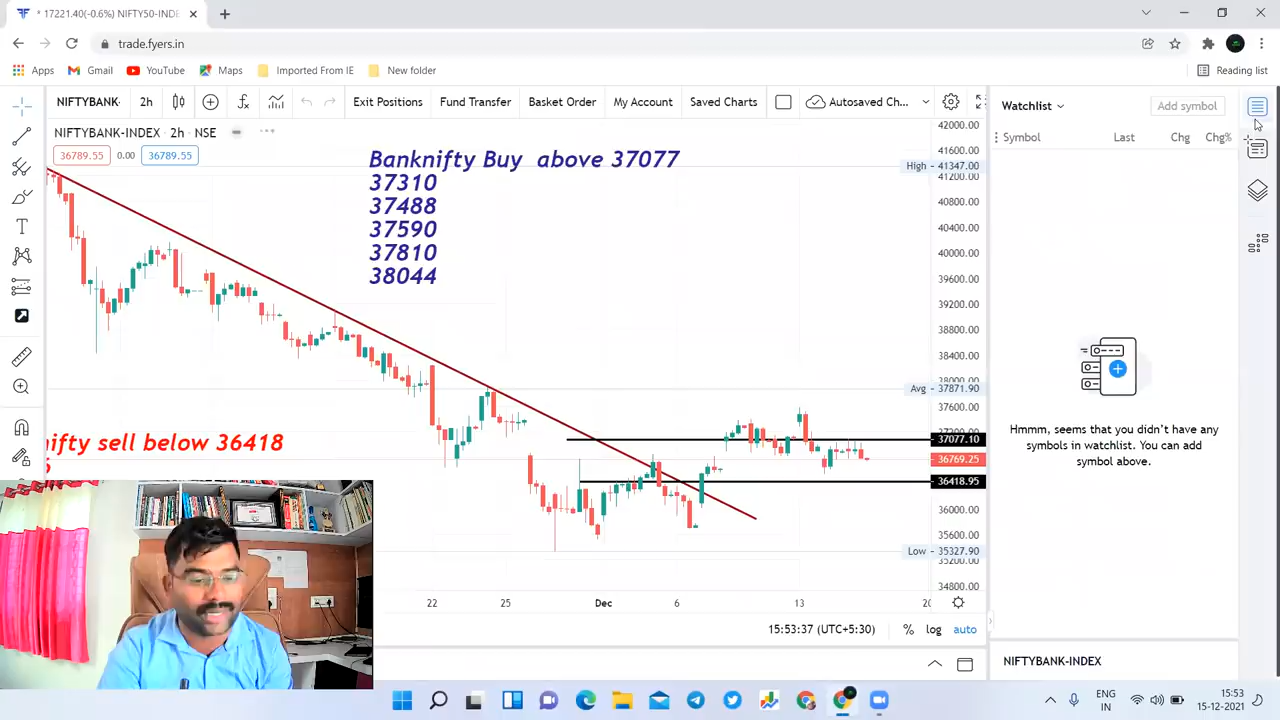 * 17221.40(-0.6%) NIFTY50-INDE
trade.fyers.in
Apps
Gmail
YouTube
Maps
Imported From IE
New folder
Reading list
NIFTYBANK-
2h
Exit Positions
Fund Transfer
Basket Order
My Account
Saved Charts
Autosaved Ch...
NIFTYBANK-INDEX · 2h · NSE
36789.55
0.00
36789.55
Banknifty Buy above 37077
37310
37488
37590
37810
38044
ifty sell below 36418
42000.00
41600.00
High
41347.00
41200.00
40800.00
40400.00
40000.00
39600.00
39200.00
38800.00
38400.00
38000.00
Avg
37871.90
37600.00
37200.00
37077.10
36769.25
36418.95
36000.00
35600.00
Low
35327.90
35200.00
34800.00
22
25
Dec
6
13
20
15:53:37 (UTC+5:30)
%
log
auto
Watchlist
Add symbol
Symbol
Last
Chg
Chg%
Hmmm, seems that you didn't have any
symbols in watchlist. You can add
symbol above.
NIFTYBANK-INDEX
ENG
IN
15:53
15-12-2021